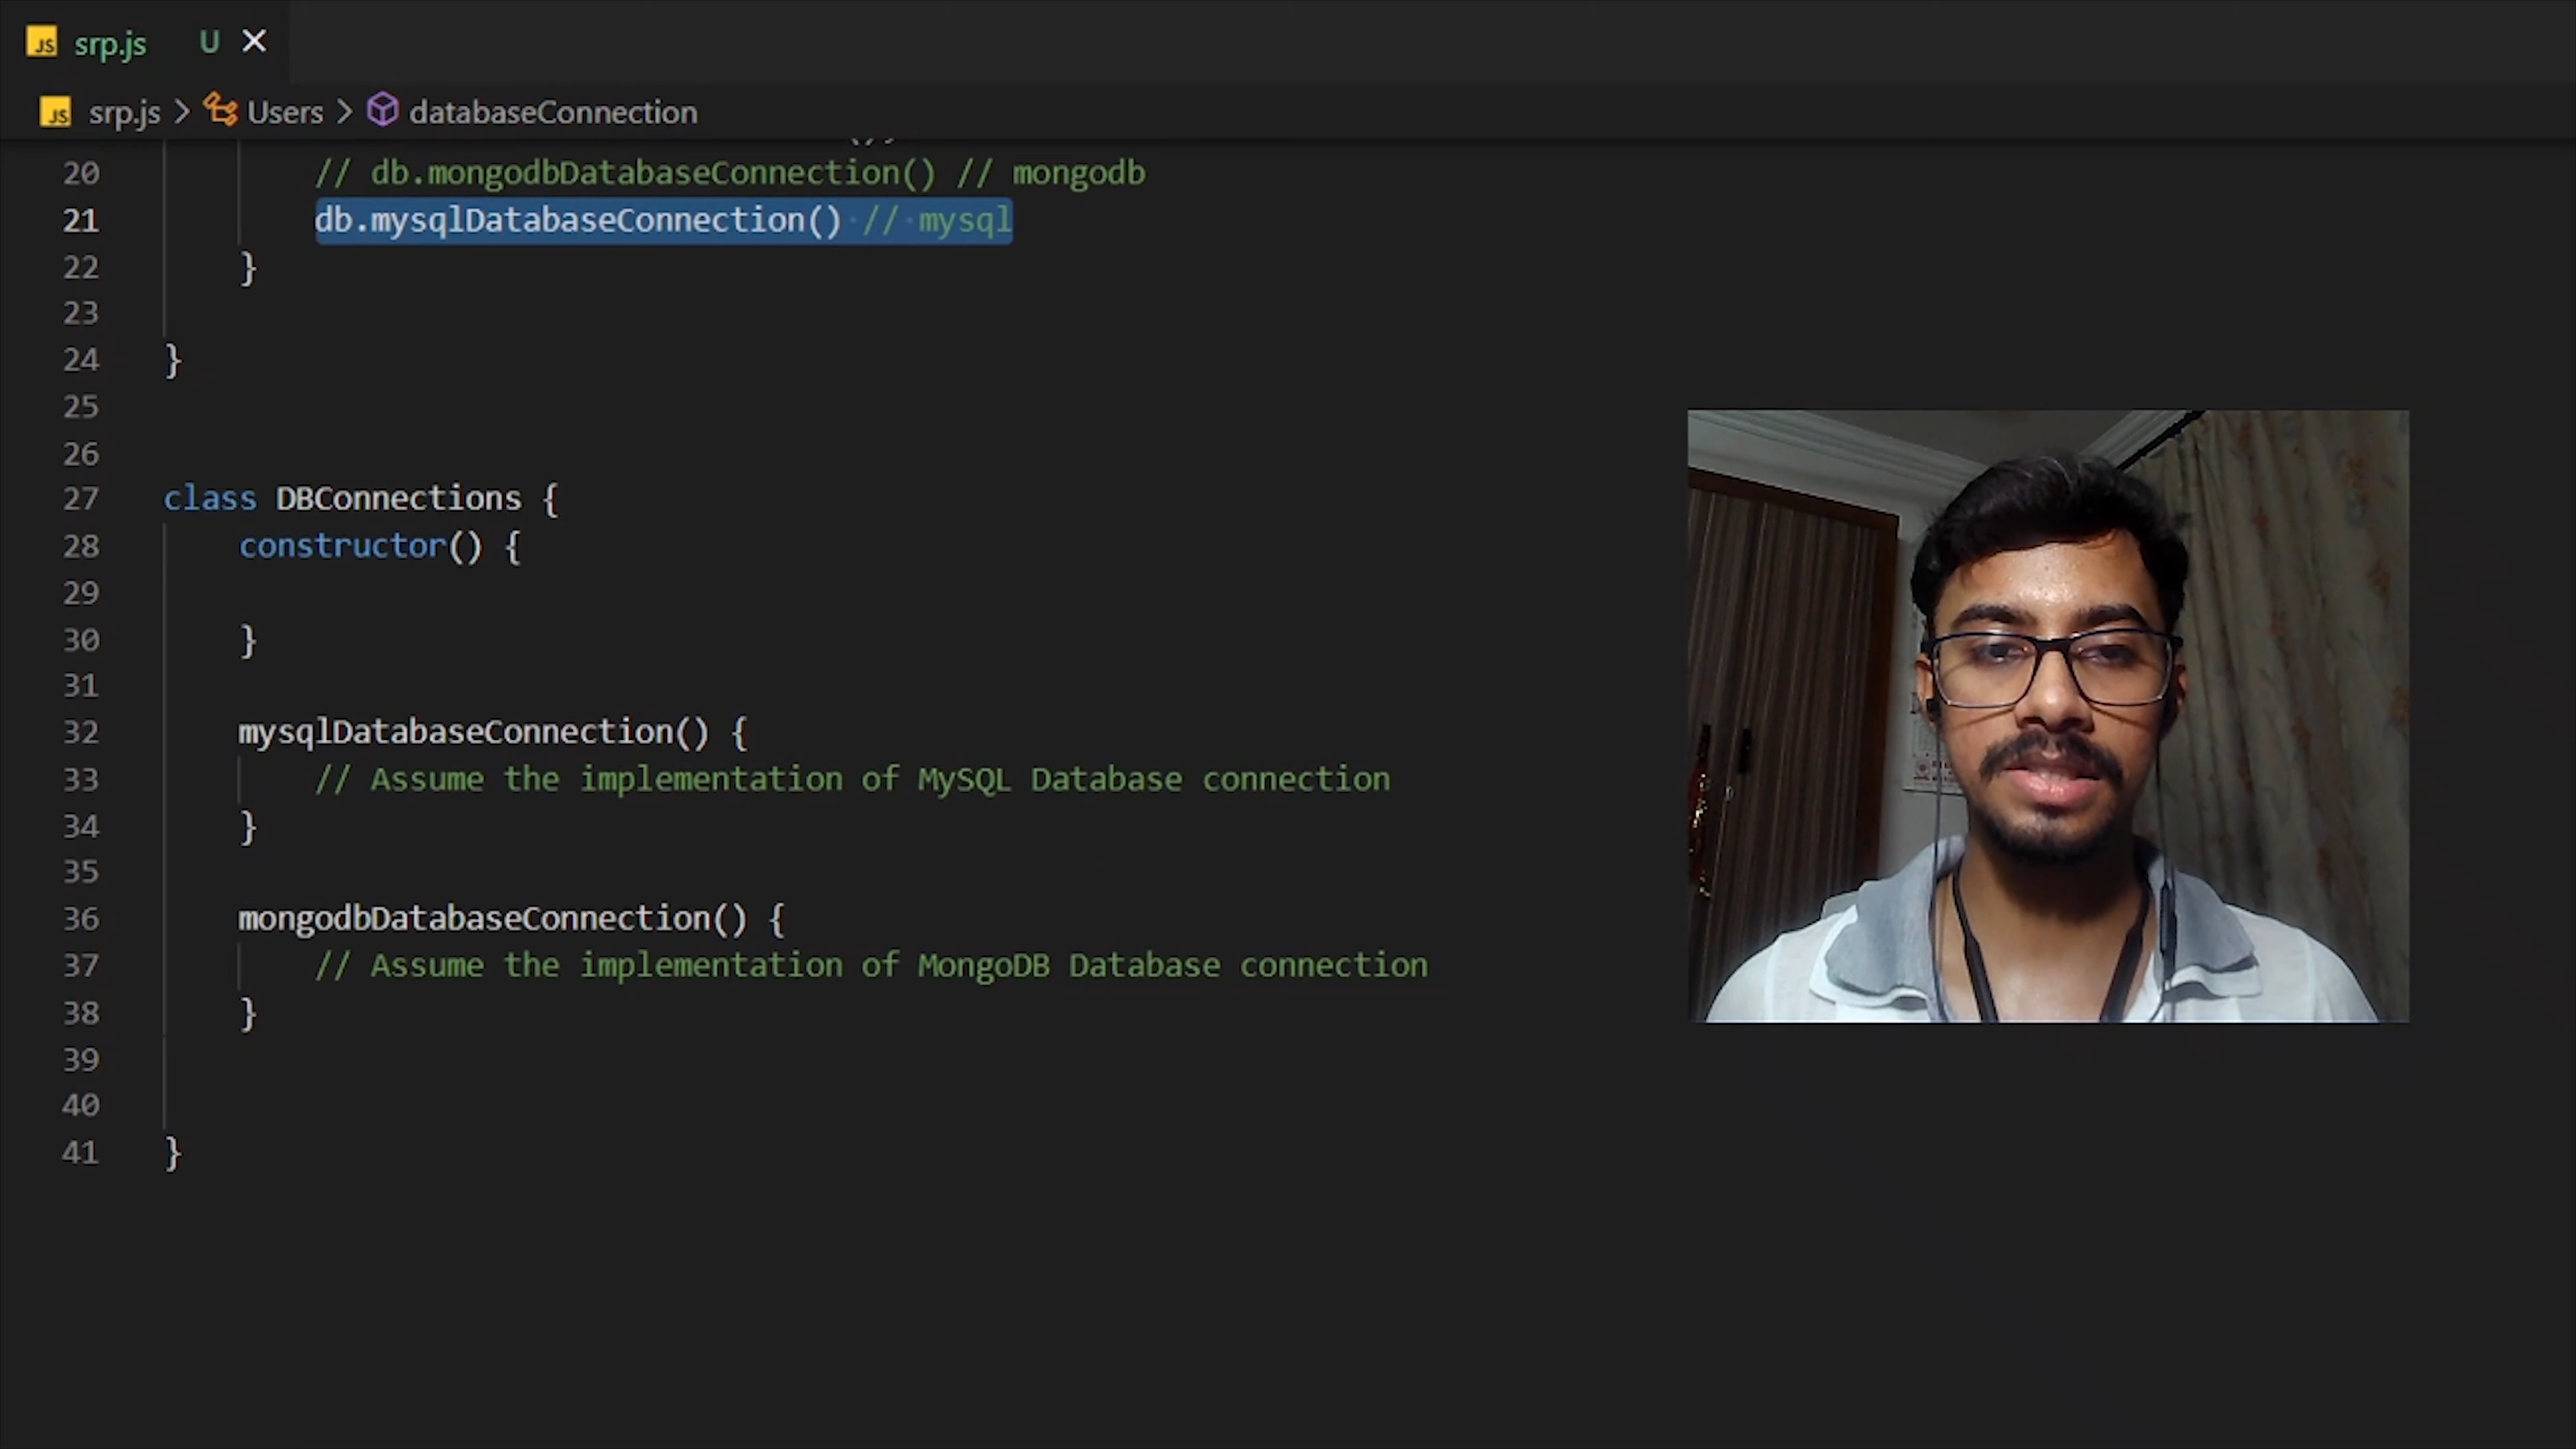 JS srp.js U
JS srp.js > Users > databaseConnection
20 // db.mongodbDatabaseConnection() // mongodb
21 db.mysqlDatabaseConnection() // mysql
22 }
23
24 }
25
26
27 class DBConnections {
28 constructor() {
29
30 }
31
32 mysqlDatabaseConnection() {
33 // Assume the implementation of MySQL Database connection
34 }
35
36 mongodbDatabaseConnection() {
37 // Assume the implementation of MongoDB Database connection
38 }
39
40
41 }